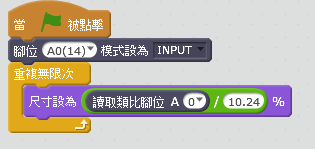 當 被點擊
腳位 A0(14) 模式設為 INPUT
重複無限次
尺寸設為 讀取類比腳位 A 0 / 10.24 %